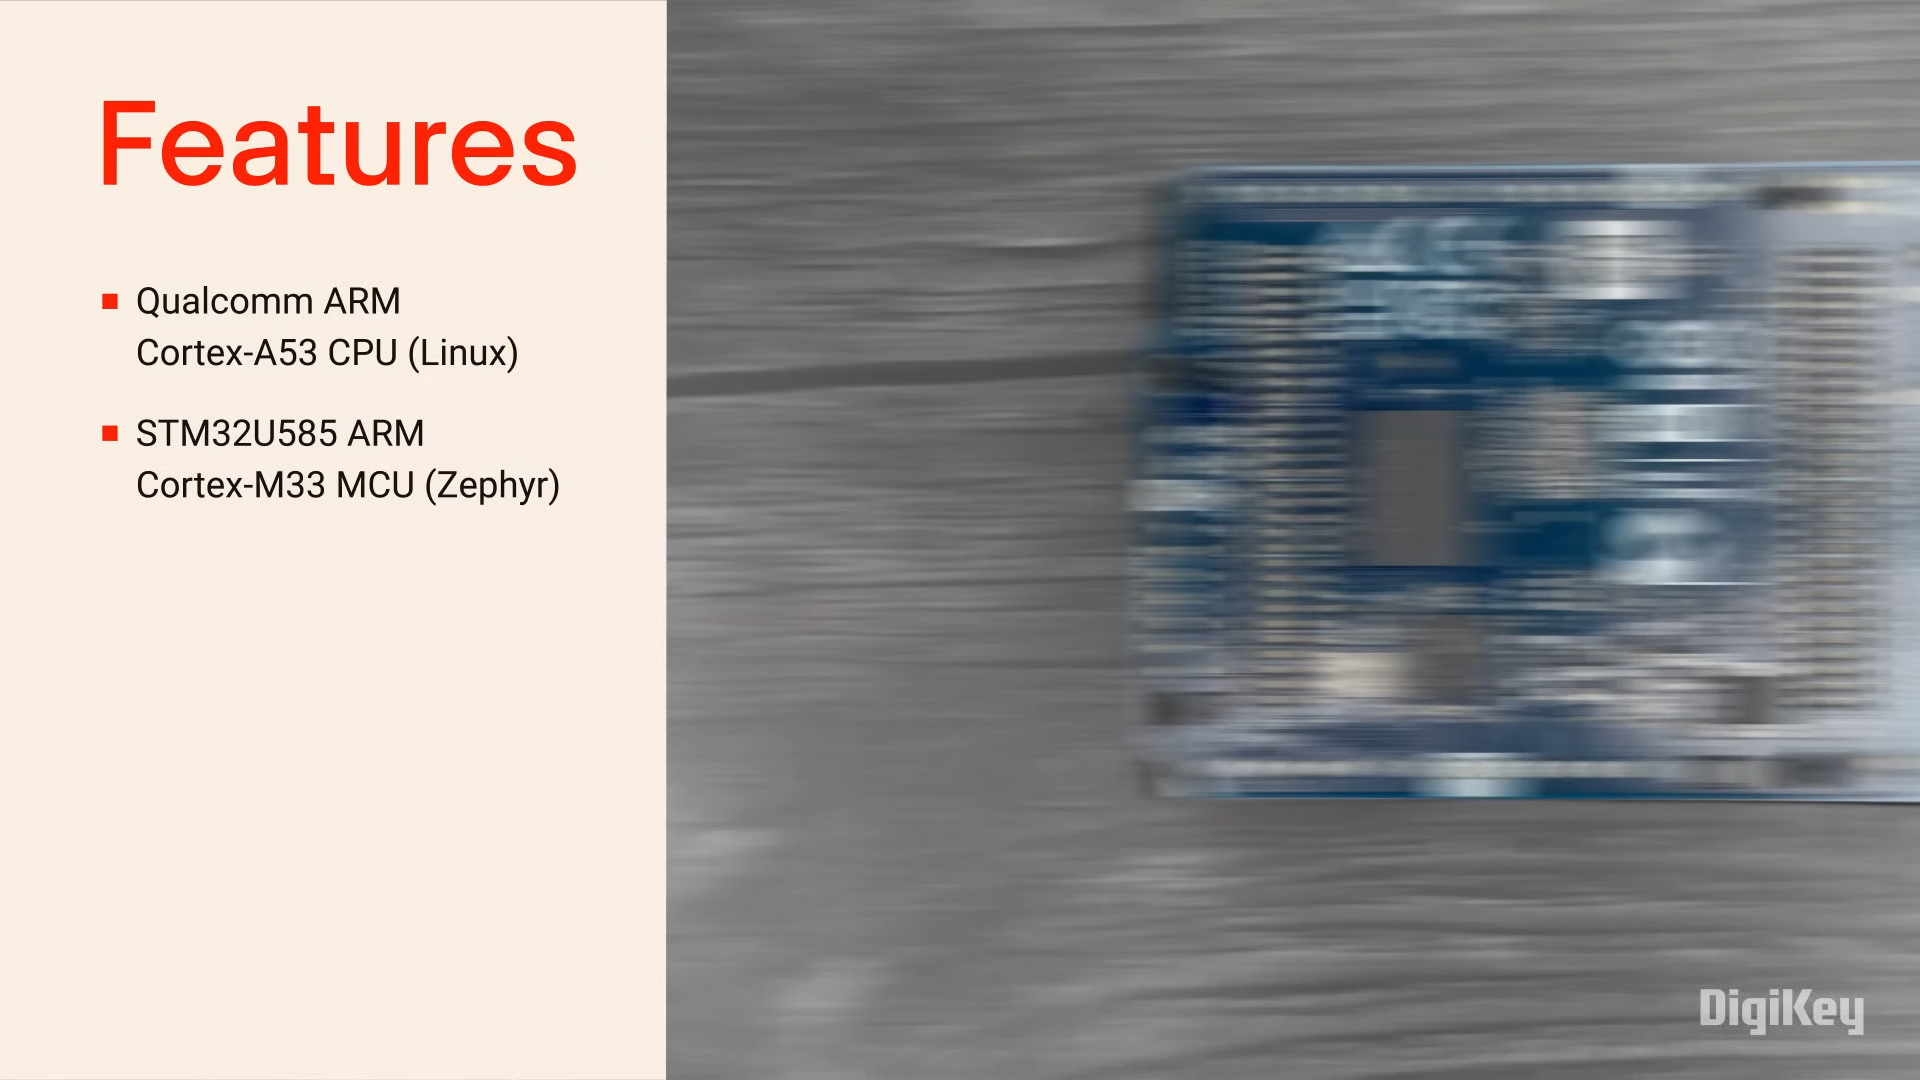 Features
Qualcomm ARM
Cortex-A53 CPU (Linux)
STM32U585 ARM
Cortex-M33 MCU (Zephyr)
DigiKey